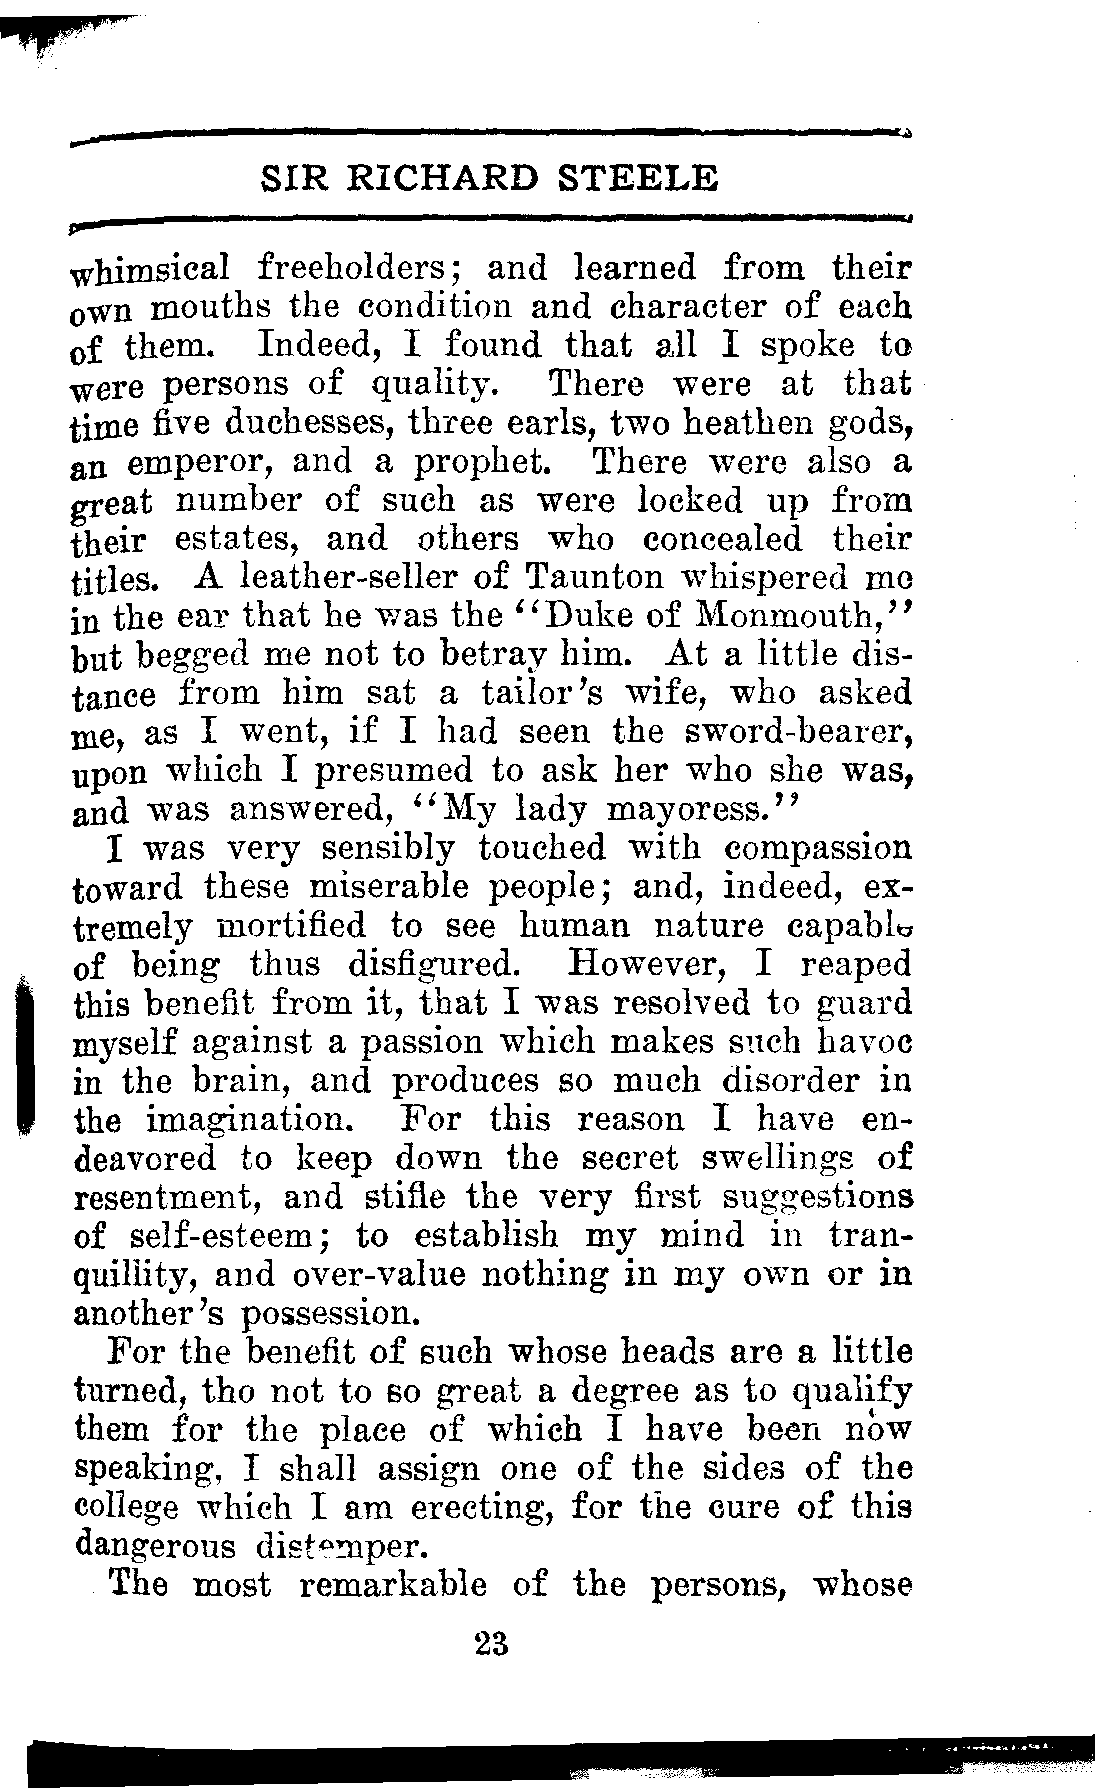 SIR RICHARD STEELE
whimsical freeholders; and learned from their
own mouths the condition and character of each
of them. Indeed, I found that all I spoke to
were persons of quality. There were at that
time five duchesses, three earls, two heathen gods,
an emperor, and a prophet. There were also a
great number of such as were locked up from
their estates, and others who concealed their
titles. A leather-seller of Taunton whispered me
in the ear that he was the "Duke of Monmouth,"
but begged me not to betray him. At a little dis-
tance from him sat a tailor's wife, who asked
me, as I went, if I had seen the sword-bearer,
upon which I presumed to ask her who she was,
and was answered, "My lady mayoress."
I was very sensibly touched with compassion
toward these miserable people; and, indeed, ex-
tremely mortified to see human nature capable
of being thus disfigured. However, I reaped
this benefit from it, that I was resolved to guard
myself against a passion which makes such havoc
in the brain, and produces so much disorder in
the imagination. For this reason I have en-
deavored to keep down the secret swellings of
resentment, and stifle the very first suggestions
of self-esteem; to establish my mind in tran-
quillity, and over-value nothing in my own or in
another's possession.
For the benefit of such whose heads are a little
turned, tho not to so great a degree as to qualify
them for the place of which I have been now
speaking, I shall assign one of the sides of the
college which I am erecting, for the cure of this
dangerous distemper.
The most remarkable of the persons, whose
23